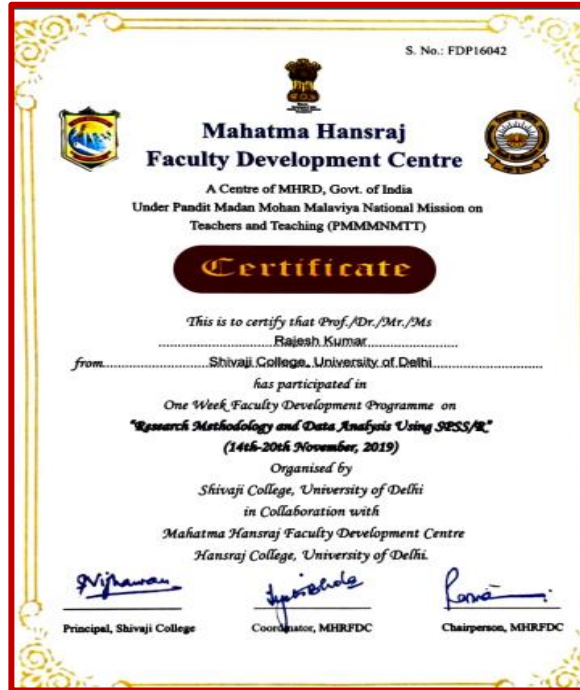 S. No.: FDP16042
Mahatma Hansraj
Faculty Development Centre
A Centre of MHRD, Govt. of India
Under Pandit Madan Mohan Malaviya National Mission on
Teachers and Teaching (PMMMNMTT)
Certificate
This is to certify that Prof./Dr./Mr./Ms
Rajesh Kumar
from Shivaji College, University of Delhi
has participated in
One Week Faculty Development Programme on
"Research Methodology and Data Analysis Using SPSS/R"
(14th-20th November, 2019)
Organised by
Shivaji College, University of Delhi
in Collaboration with
Mahatma Hansraj Faculty Development Centre
Hansraj College, University of Delhi.
Principal, Shivaji College Coordinator, MHRFDC Chairperson, MHRFDC